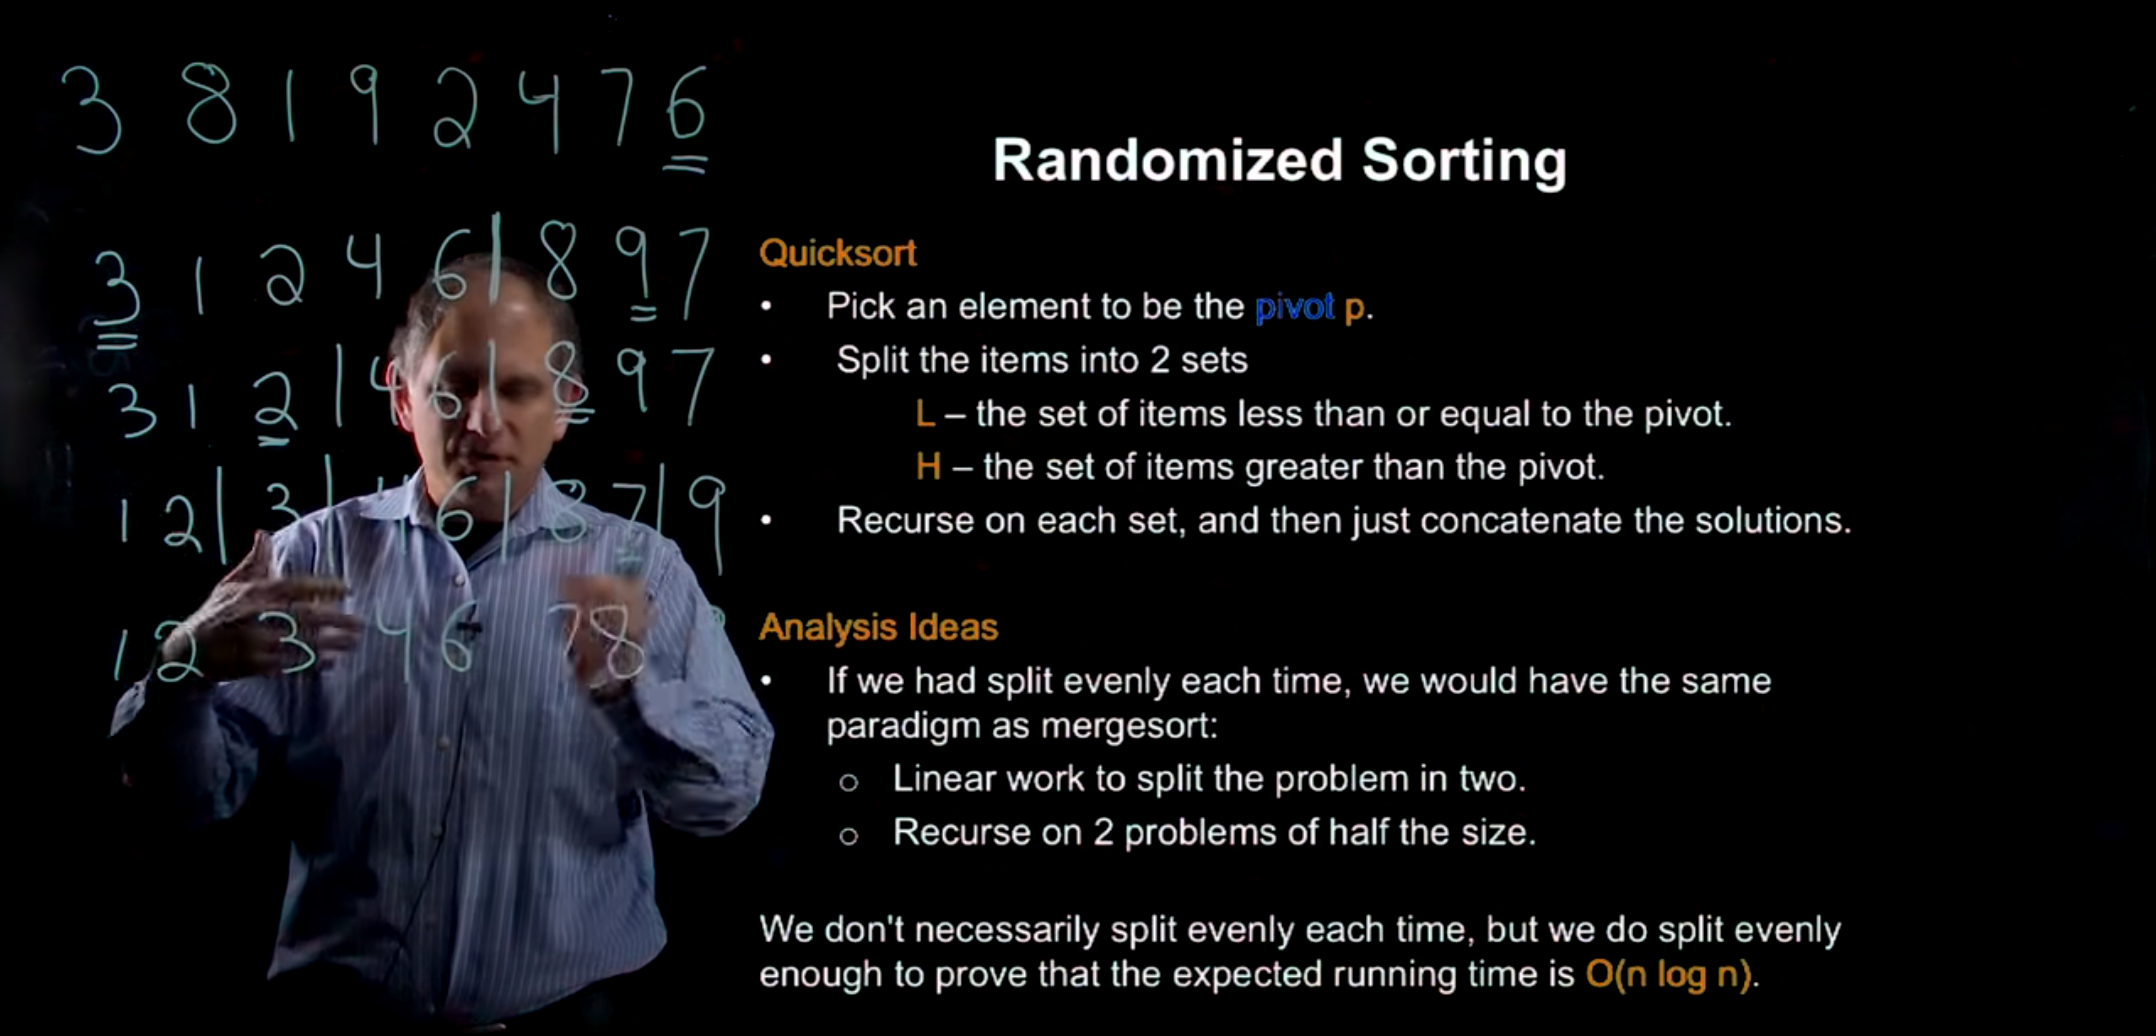 3 8 1 9 2 4 7 6
3 1 2 4 6 | 8 9 7
3 1 2 | 4 6 | 8 9 7
1 2 | 3 | 4 6 | 8 7 | 9
1 2 3 4 6 7 8
Randomized Sorting
Quicksort
• Pick an element to be the pivot p.
• Split the items into 2 sets
L – the set of items less than or equal to the pivot.
H – the set of items greater than the pivot.
• Recurse on each set, and then just concatenate the solutions.
Analysis Ideas
• If we had split evenly each time, we would have the same
paradigm as mergesort:
○ Linear work to split the problem in two.
○ Recurse on 2 problems of half the size.
We don't necessarily split evenly each time, but we do split evenly
enough to prove that the expected running time is O(n log n).